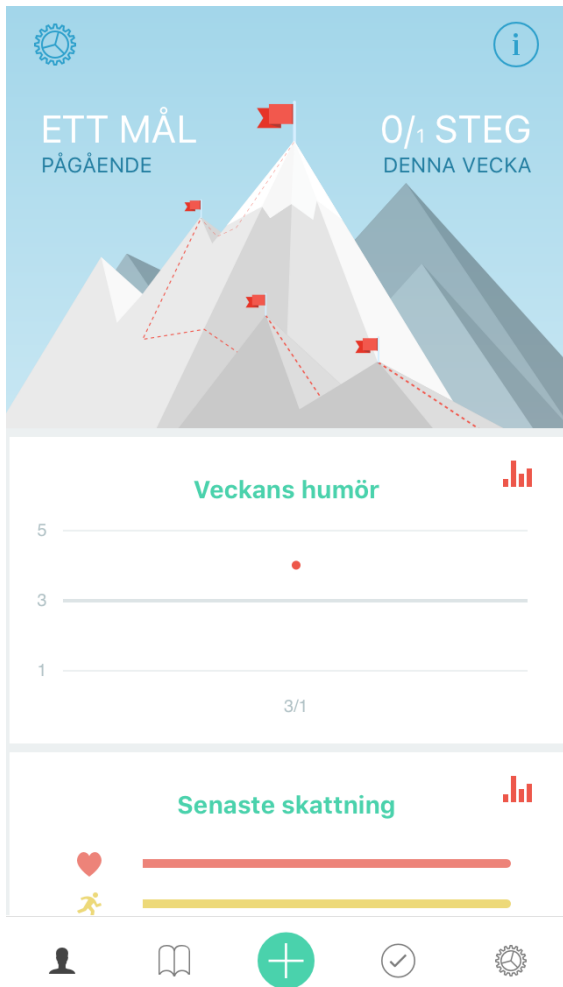 i
ETT MÅL
PÅGÅENDE
0/1 STEG
DENNA VECKA
Veckans humör
5
3
1
3/1
Senaste skattning